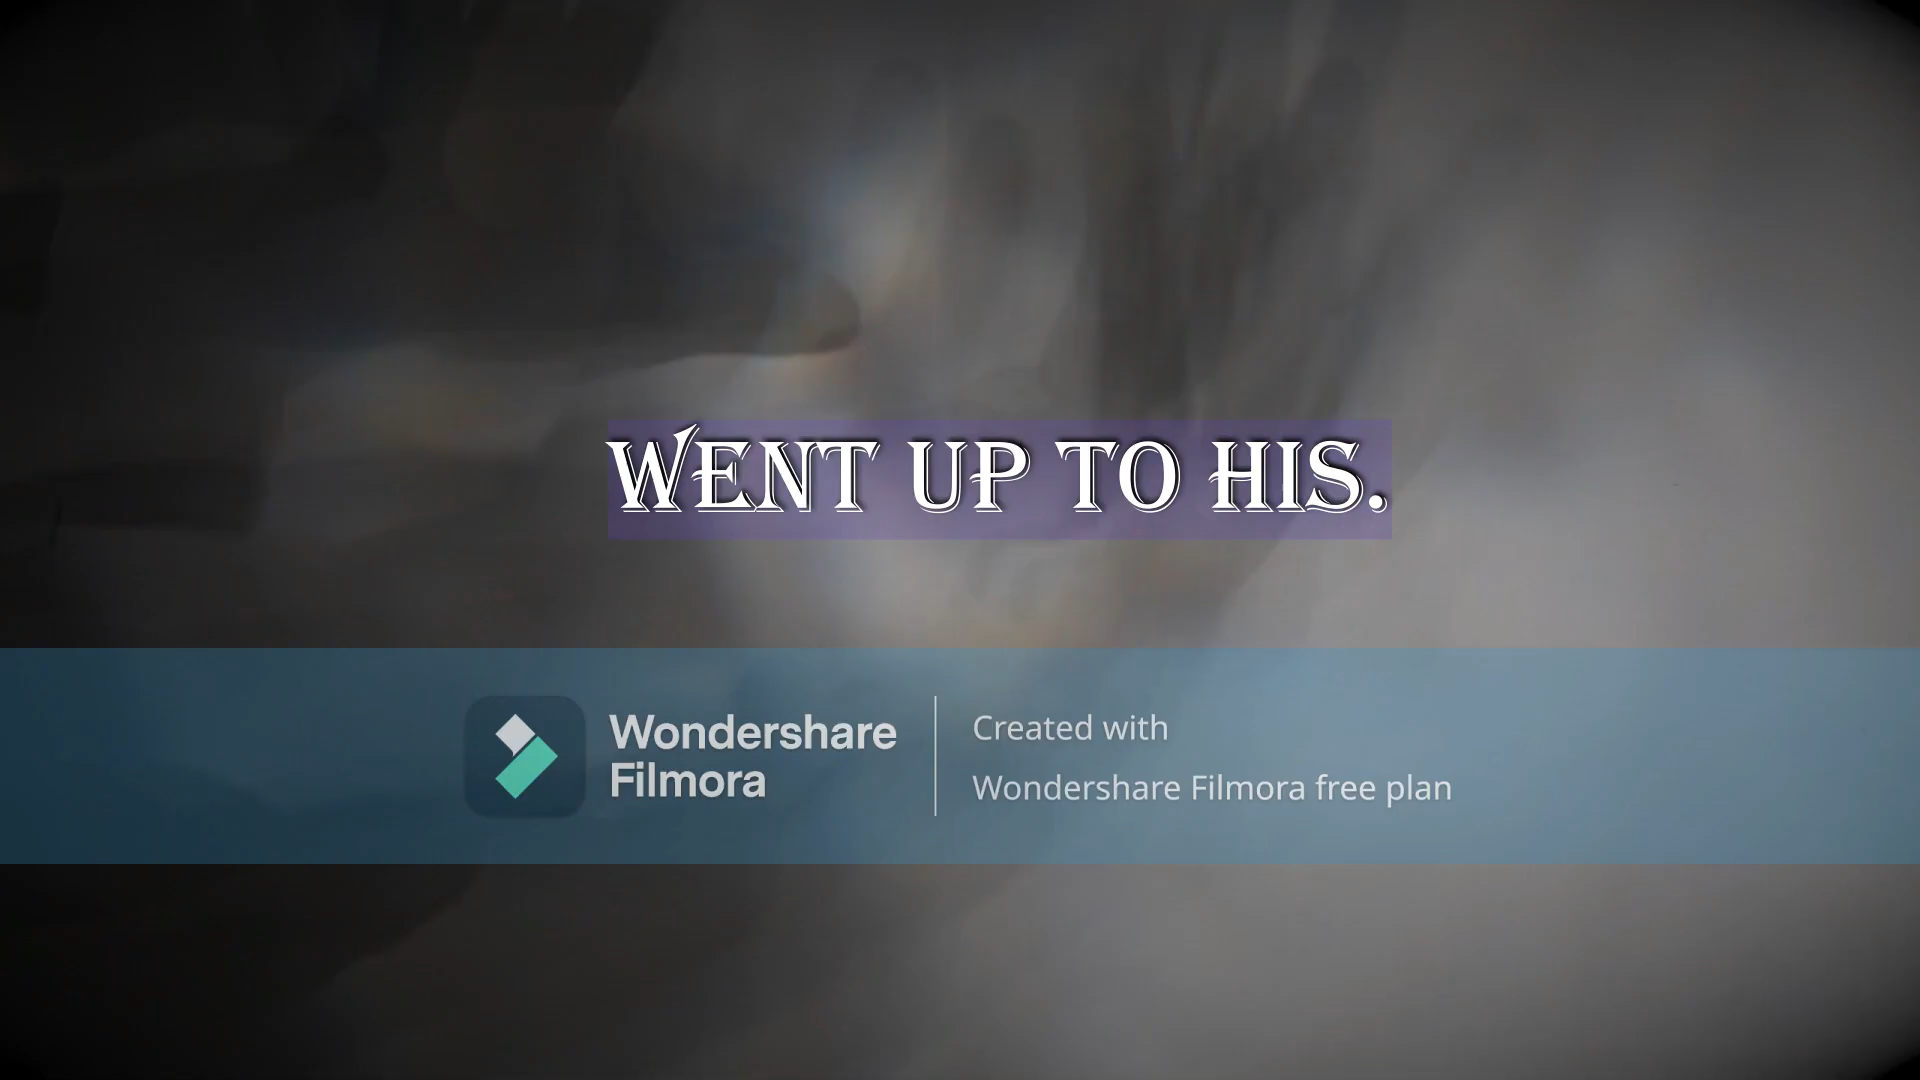 WENT UP TO HIS.
Wondershare
Filmora
Created with
Wondershare Filmora free plan